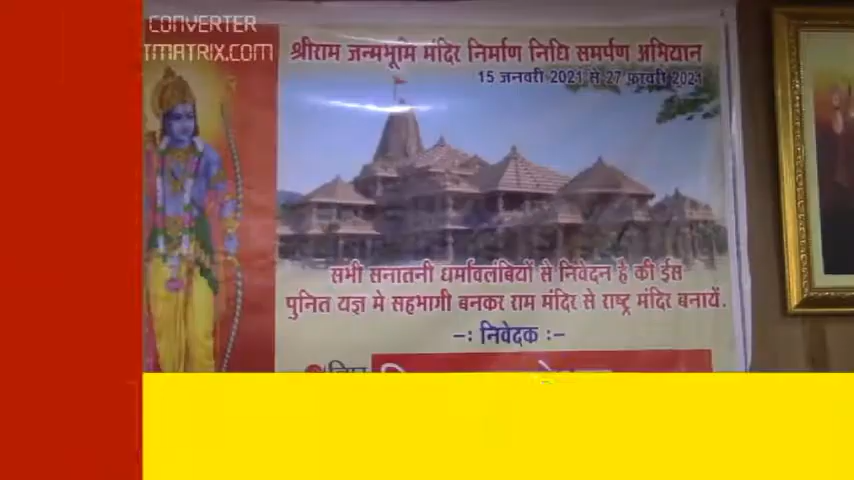 CONVERTER
TMATRIX.COM
श्रीराम जन्मभूमि मंदिर निर्माण निधि समर्पण अभियान
15 जनवरी 2021 से 27 फरवरी 2021
सभी सनातनी धर्मावलंबियों से निवेदन है की ईस
पुनित यज्ञ मे सहभागी बनकर राम मंदिर से राष्ट्र मंदिर बनायें.
-: निवेदक :-